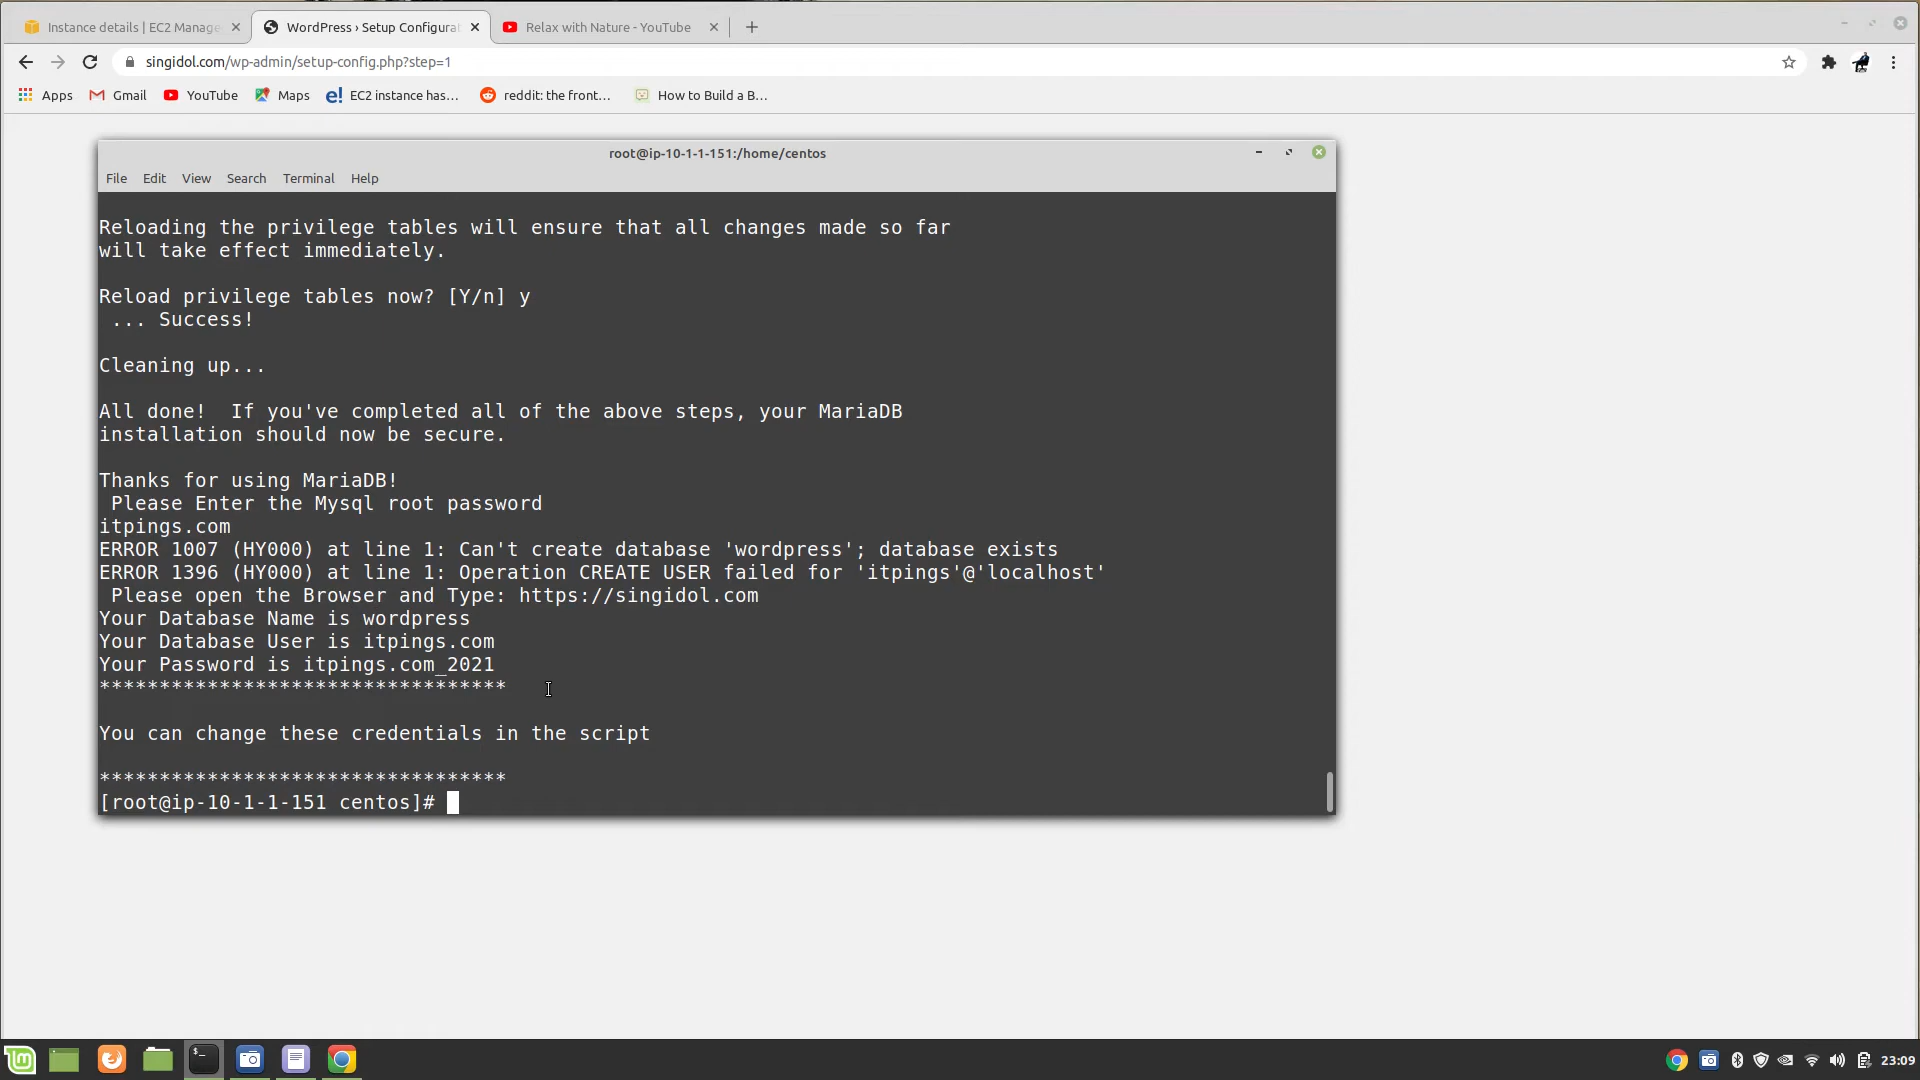 Instance details | EC2 Manage
WordPress › Setup Configurat
Relax with Nature - YouTube
singidol.com/wp-admin/setup-config.php?step=1
Apps
Gmail
YouTube
Maps
e! EC2 instance has...
reddit: the front...
How to Build a B...
root@ip-10-1-1-151:/home/centos
File Edit View Search Terminal Help
Reloading the privilege tables will ensure that all changes made so far
will take effect immediately.
Reload privilege tables now? [Y/n] y
... Success!
Cleaning up...
All done!  If you've completed all of the above steps, your MariaDB
installation should now be secure.
Thanks for using MariaDB!
Please Enter the Mysql root password
itpings.com
ERROR 1007 (HY000) at line 1: Can't create database 'wordpress'; database exists
ERROR 1396 (HY000) at line 1: Operation CREATE USER failed for 'itpings'@'localhost'
Please open the Browser and Type: https://singidol.com
Your Database Name is wordpress
Your Database User is itpings.com
Your Password is itpings.com_2021
**********************************
You can change these credentials in the script
**********************************
[root@ip-10-1-1-151 centos]#
23:09